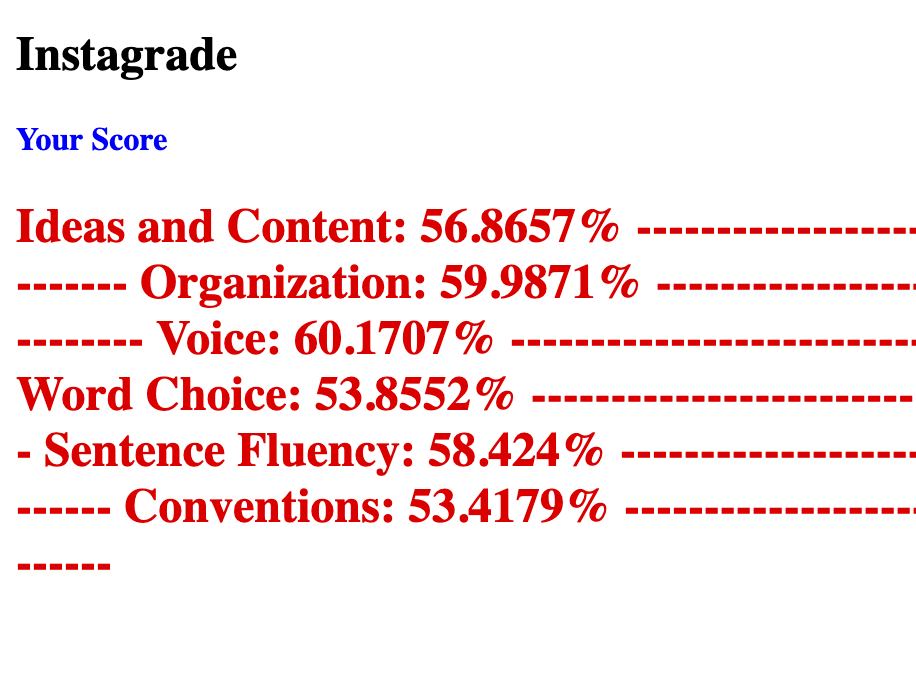 Instagrade
Your Score
Ideas and Content: 56.8657% ------------------
------- Organization: 59.9871% -----------------
-------- Voice: 60.1707% --------------------------
Word Choice: 53.8552% ------------------------
- Sentence Fluency: 58.424% -------------------
------ Conventions: 53.4179% -------------------
------